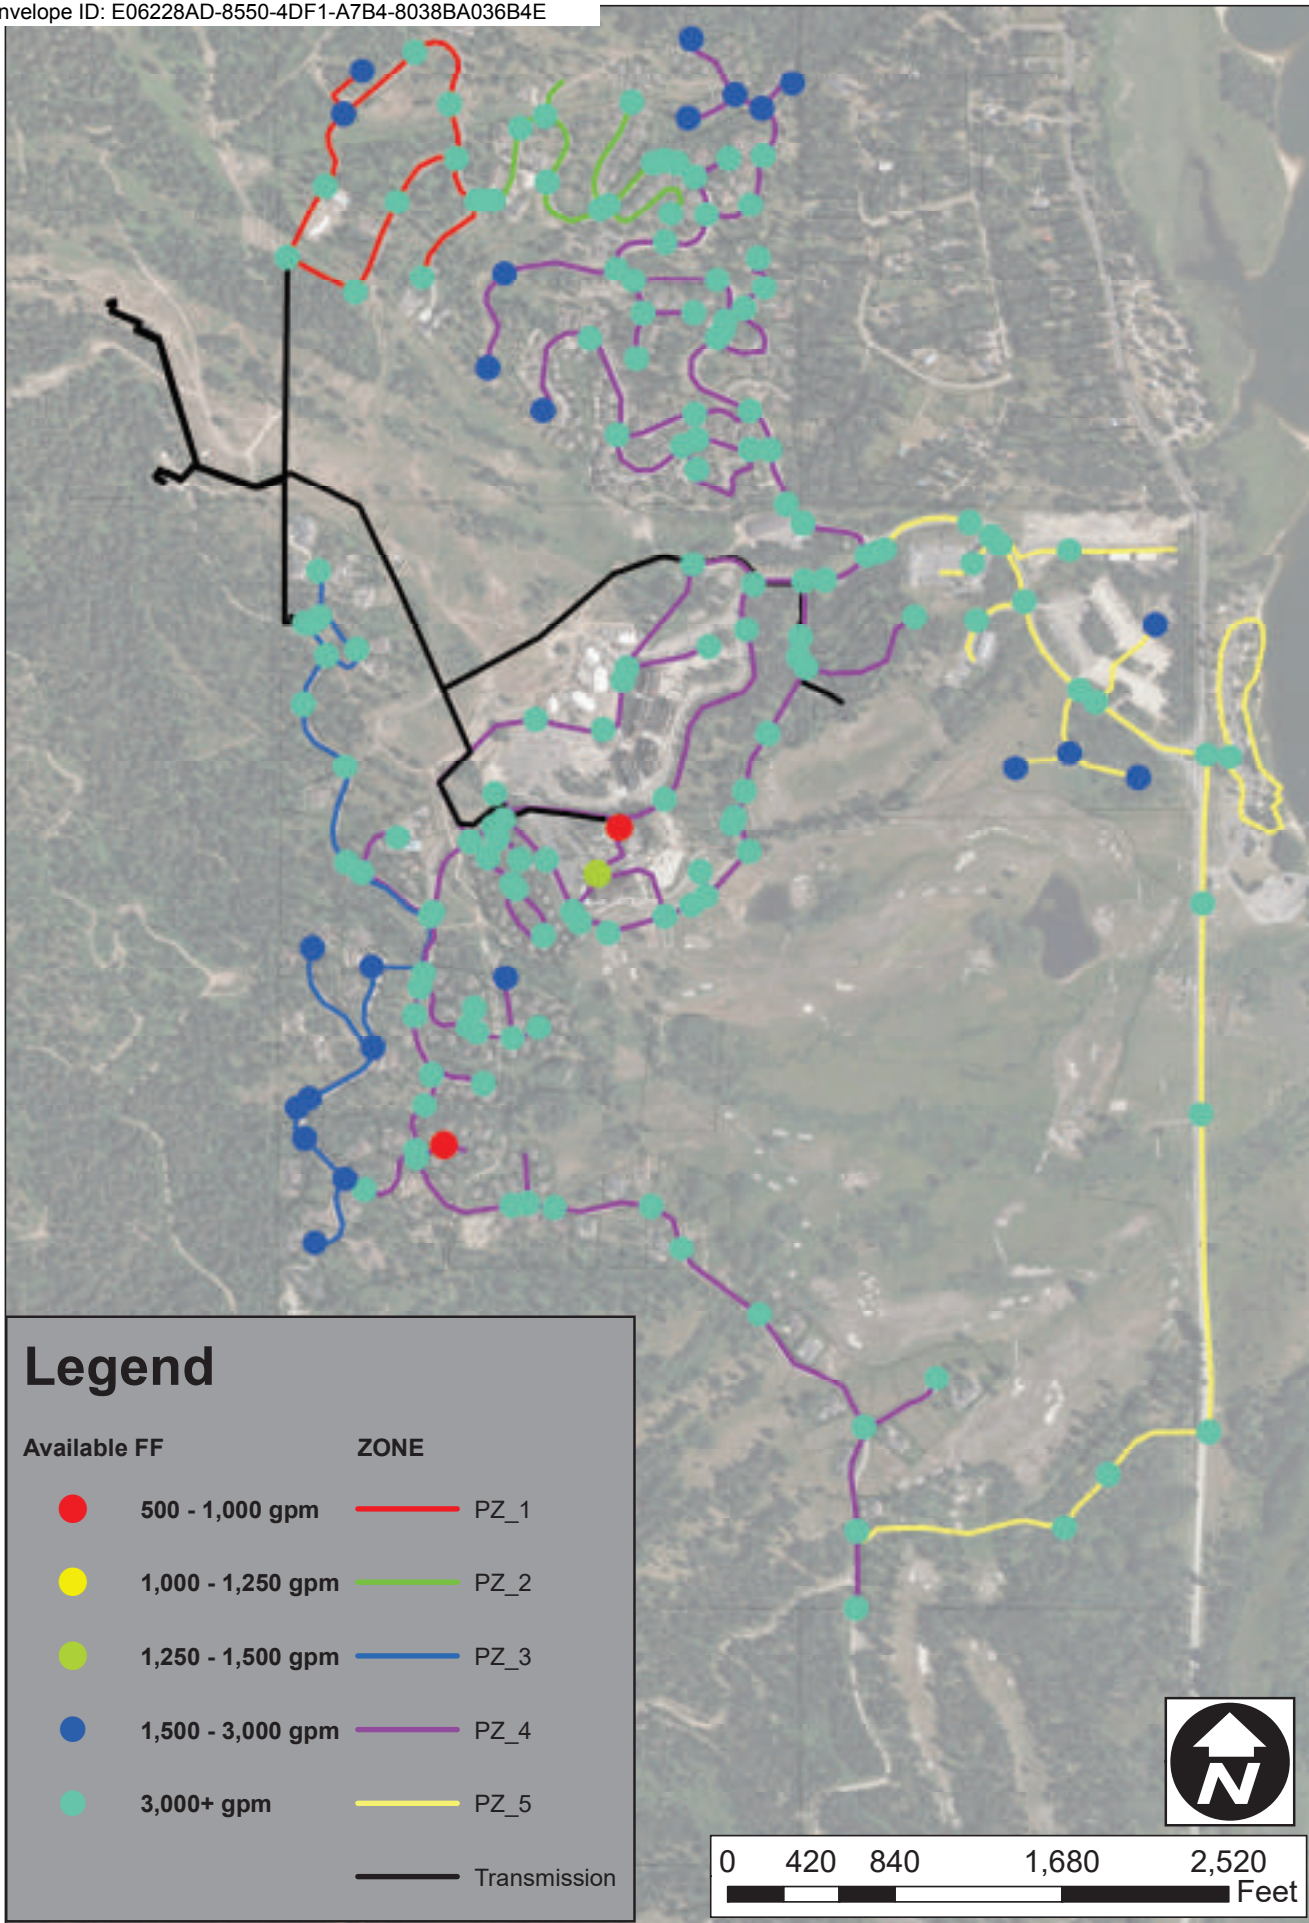 nvelope ID: E06228AD-8550-4DF1-A7B4-8038BA036B4E
Legend
Available FF ZONE
500 - 1,000 gpm PZ_1
1,000 - 1,250 gpm PZ_2
1,250 - 1,500 gpm PZ_3
1,500 - 3,000 gpm PZ_4
3,000+ gpm PZ_5
Transmission
N
0 420 840 1,680 2,520
Feet